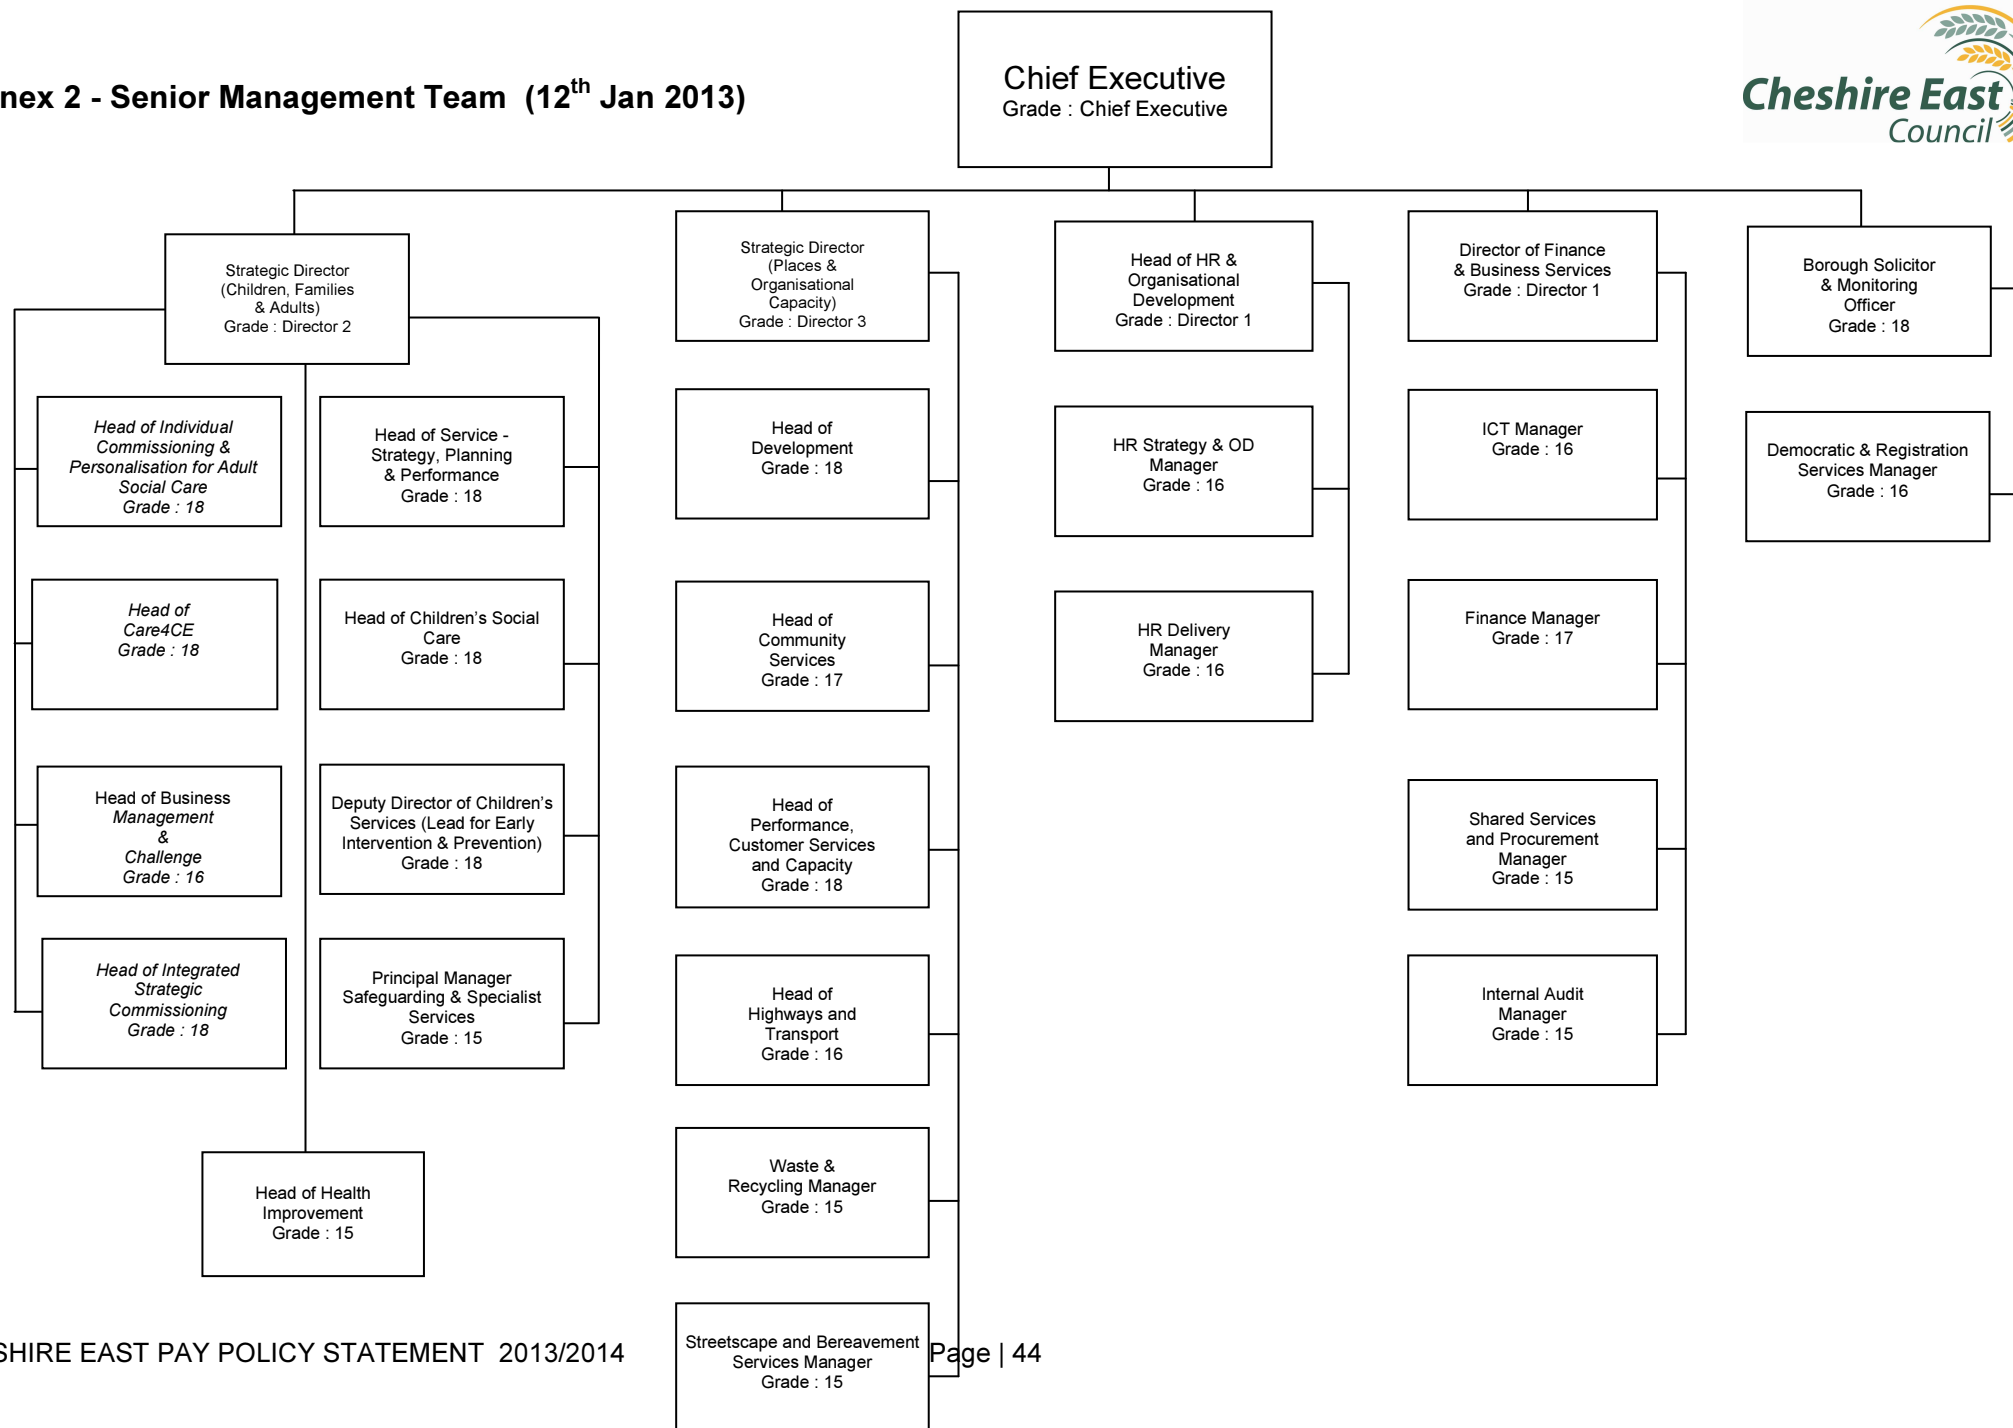 nex 2 - Senior Management Team (12th Jan 2013)
Chief Executive
Grade : Chief Executive
Cheshire East
Council
Strategic Director
(Children, Families
& Adults)
Grade : Director 2
Strategic Director
(Places &
Organisational
Capacity)
Grade : Director 3
Head of HR &
Organisational
Development
Grade : Director 1
Director of Finance
& Business Services
Grade : Director 1
Borough Solicitor
& Monitoring
Officer
Grade : 18
Head of Individual
Commissioning &
Personalisation for Adult
Social Care
Grade : 18
Head of Service -
Strategy, Planning
& Performance
Grade : 18
Head of
Development
Grade : 18
HR Strategy & OD
Manager
Grade : 16
ICT Manager
Grade : 16
Democratic & Registration
Services Manager
Grade : 16
Head of
Care4CE
Grade : 18
Head of Children's Social
Care
Grade : 18
Head of
Community
Services
Grade : 17
HR Delivery
Manager
Grade : 16
Finance Manager
Grade : 17
Head of Business
Management
&
Challenge
Grade : 16
Deputy Director of Children's
Services (Lead for Early
Intervention & Prevention)
Grade : 18
Head of
Performance,
Customer Services
and Capacity
Grade : 18
Shared Services
and Procurement
Manager
Grade : 15
Head of Integrated
Strategic
Commissioning
Grade : 18
Principal Manager
Safeguarding & Specialist
Services
Grade : 15
Head of
Highways and
Transport
Grade : 16
Internal Audit
Manager
Grade : 15
Head of Health
Improvement
Grade : 15
Waste &
Recycling Manager
Grade : 15
Streetscape and Bereavement
Services Manager
Grade : 15
SHIRE EAST PAY POLICY STATEMENT 2013/2014
Page | 44